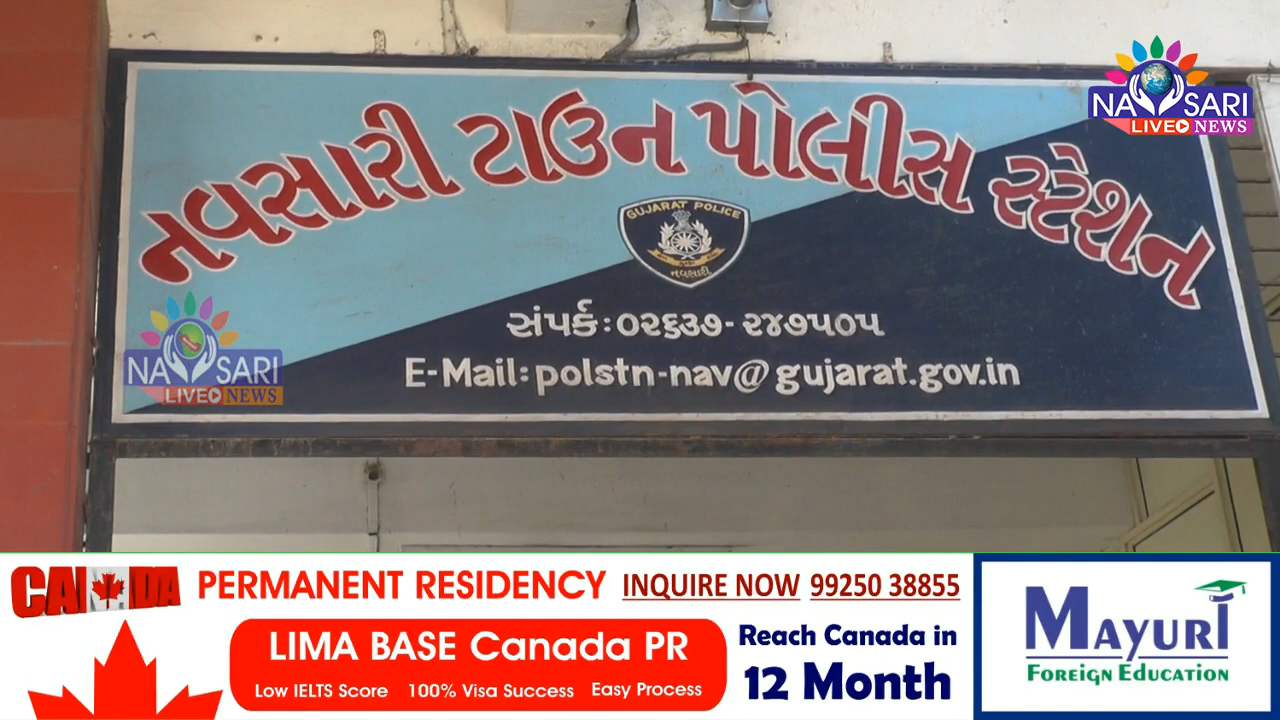 NAVSARI
LIVE NEWS
નવસારી ટાઉન પોલીસ સ્ટેશન
GUJARAT POLICE
નવસારી
સંપર્ક : ૦૨૬૩૭ - ૨૪૭૫૦૫
E-Mail: polstn-nav@gujarat.gov.in
NAVSARI
LIVE NEWS
CANADA PERMANENT RESIDENCY INQUIRE NOW 99250 38855
LIMA BASE Canada PR
Low IELTS Score 100% Visa Success Easy Process
Reach Canada in
12 Month
MAYURI
FOREIGN EDUCATION